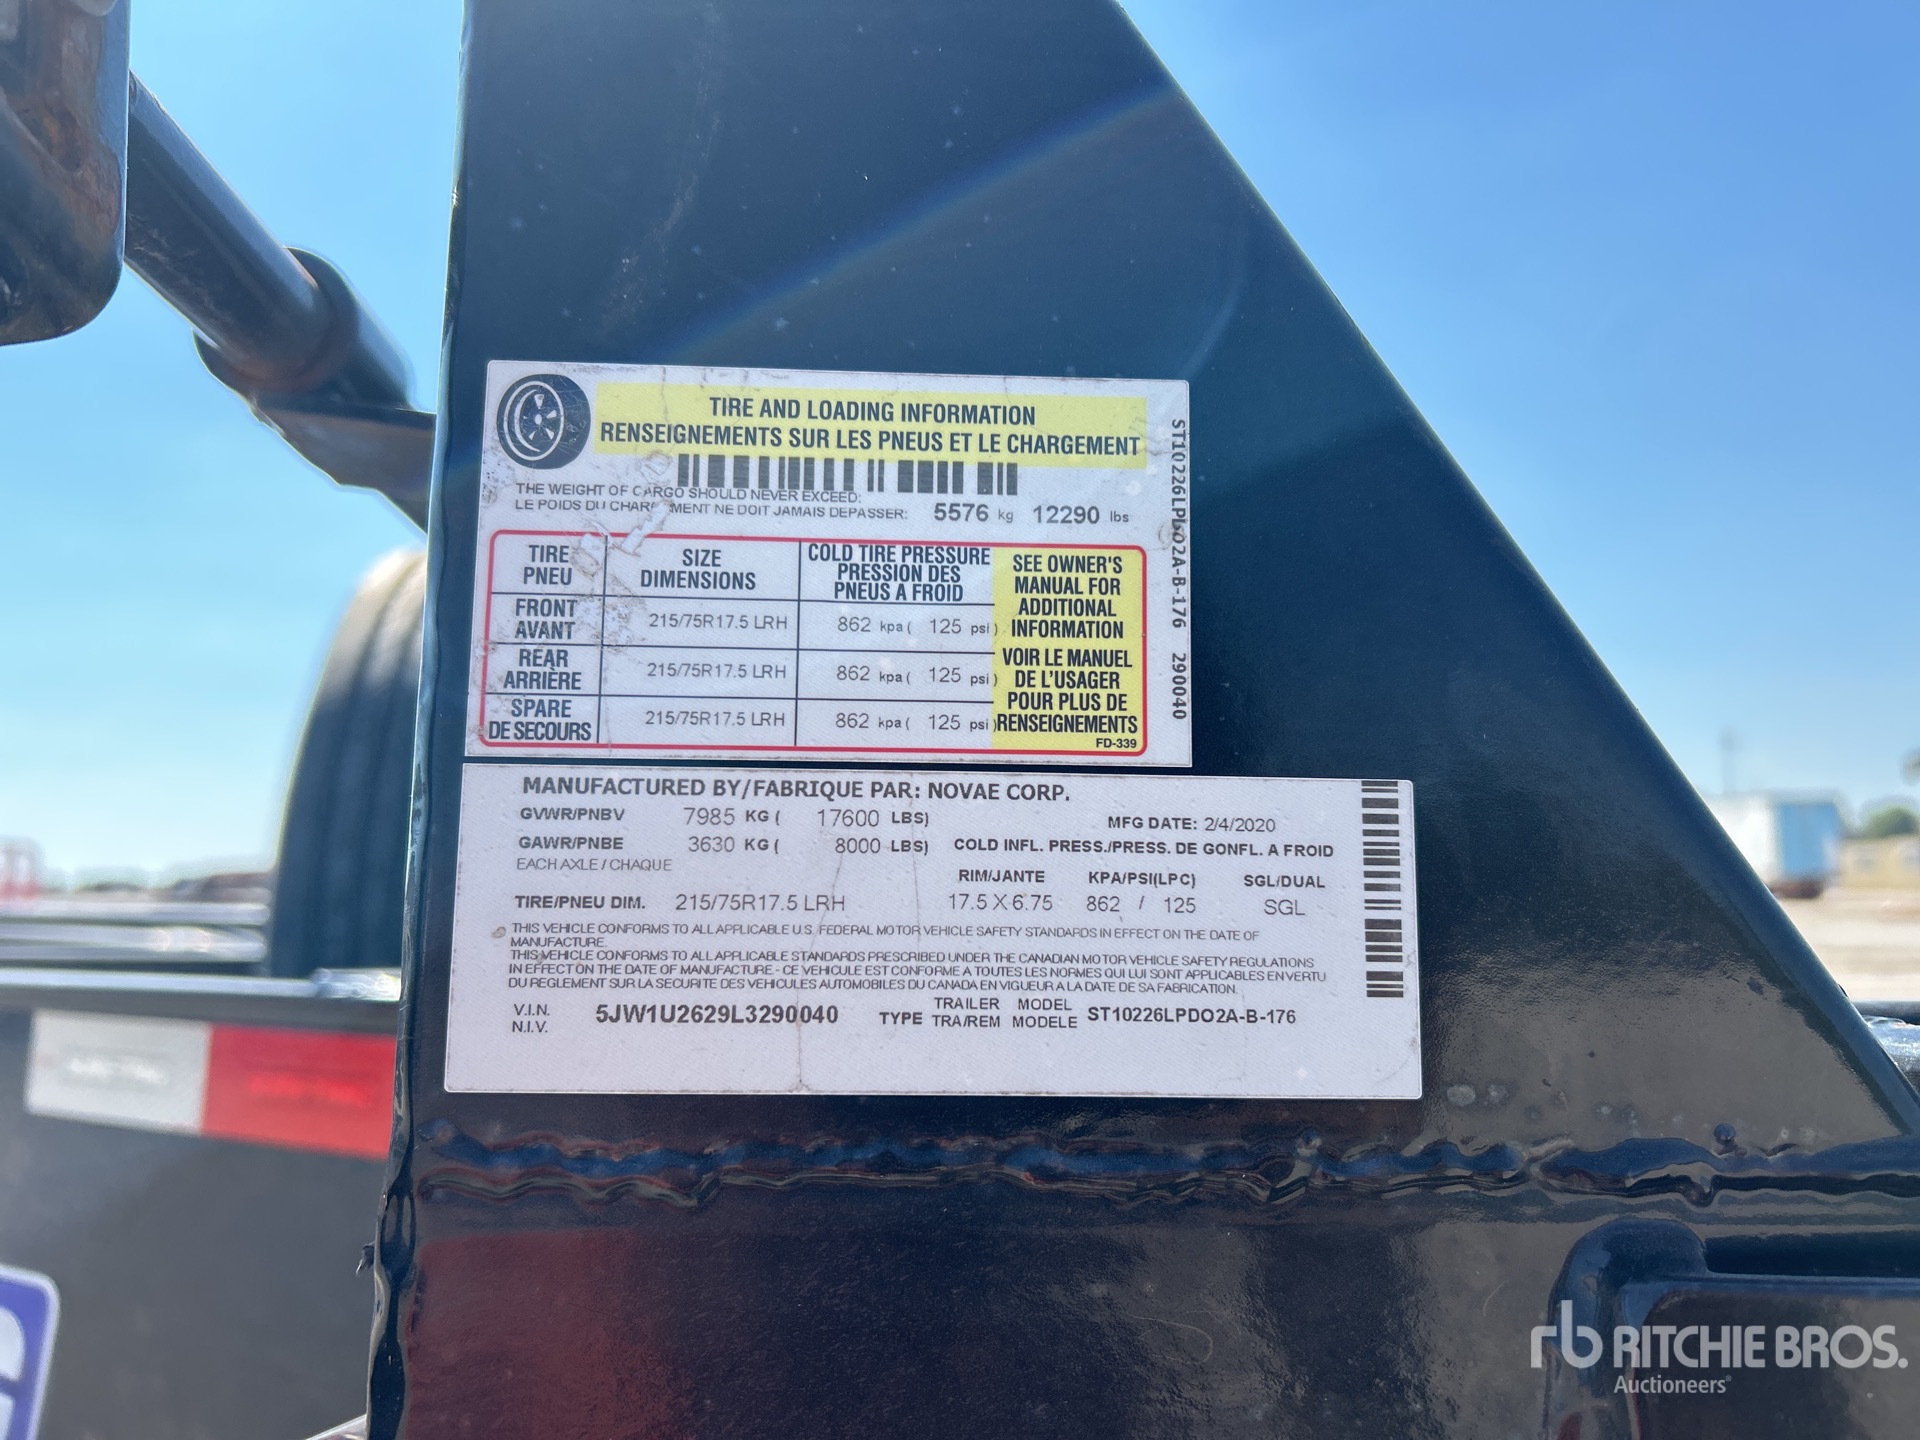 TIRE AND LOADING INFORMATION
RENSEIGNEMENTS SUR LES PNEUS ET LE CHARGEMENT
THE WEIGHT OF CARGO SHOULD NEVER EXCEED:
LE POIDS DU CHARGEMENT NE DOIT JAMAIS DEPASSER: 5576 kg 12290 lbs
TIRE
PNEU
SIZE
DIMENSIONS
COLD TIRE PRESSURE
PRESSION DES
PNEUS A FROID
FRONT
AVANT
215/75R17.5 LRH
862 kpa ( 125 psi )
REAR
ARRIÈRE
215/75R17.5 LRH
862 kpa ( 125 psi )
SPARE
DE SECOURS
215/75R17.5 LRH
862 kpa ( 125 psi )
SEE OWNER'S
MANUAL FOR
ADDITIONAL
INFORMATION
VOIR LE MANUEL
DE L'USAGER
POUR PLUS DE
RENSEIGNEMENTS
FD-339
ST10226LPDO2A-B-176 290040
MANUFACTURED BY/FABRIQUE PAR: NOVAE CORP.
GVWR/PNBV 7985 KG ( 17600 LBS) MFG DATE: 2/4/2020
GAWR/PNBE 3630 KG ( 8000 LBS) COLD INFL. PRESS./PRESS. DE GONFL. A FROID
EACH AXLE / CHAQUE
RIM/JANTE KPA/PSI(LPC) SGL/DUAL
TIRE/PNEU DIM. 215/75R17.5 LRH 17.5 X 6.75 862 / 125 SGL
THIS VEHICLE CONFORMS TO ALL APPLICABLE U.S. FEDERAL MOTOR VEHICLE SAFETY STANDARDS IN EFFECT ON THE DATE OF
MANUFACTURE.
THIS VEHICLE CONFORMS TO ALL APPLICABLE STANDARDS PRESCRIBED UNDER THE CANADIAN MOTOR VEHICLE SAFETY REGULATIONS
IN EFFECT ON THE DATE OF MANUFACTURE - CE VEHICULE EST CONFORME A TOUTES LES NORMES QUI LUI SONT APPLICABLES EN VERTU
DU REGLEMENT SUR LA SECURITE DES VEHICULES AUTOMOBILES DU CANADA EN VIGUEUR A LA DATE DE SA FABRICATION.
V.I.N.
N.I.V.
5JW1U2629L3290040
TYPE
TRAILER
TRA/REM
MODEL
MODELE
ST10226LPDO2A-B-176
rb RITCHIE BROS.
Auctioneers